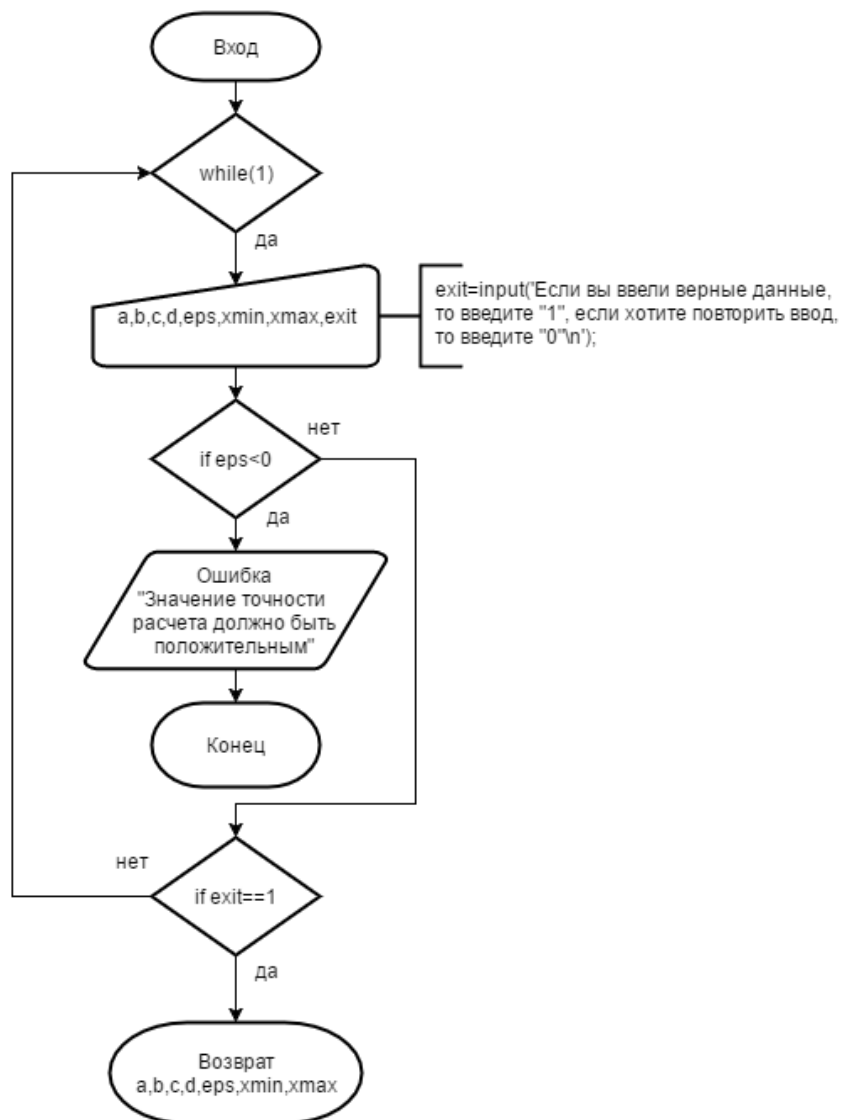 Вход
while(1)
да
a,b,c,d,eps,xmin,xmax,exit
exit=input('Если вы ввели верные данные,
то введите "1", если хотите повторить ввод,
то введите "0"\n');
нет
if eps<0
да
Ошибка
"Значение точности
расчета должно быть
положительным"
Конец
нет
if exit==1
да
Возврат
a,b,c,d,eps,xmin,xmax